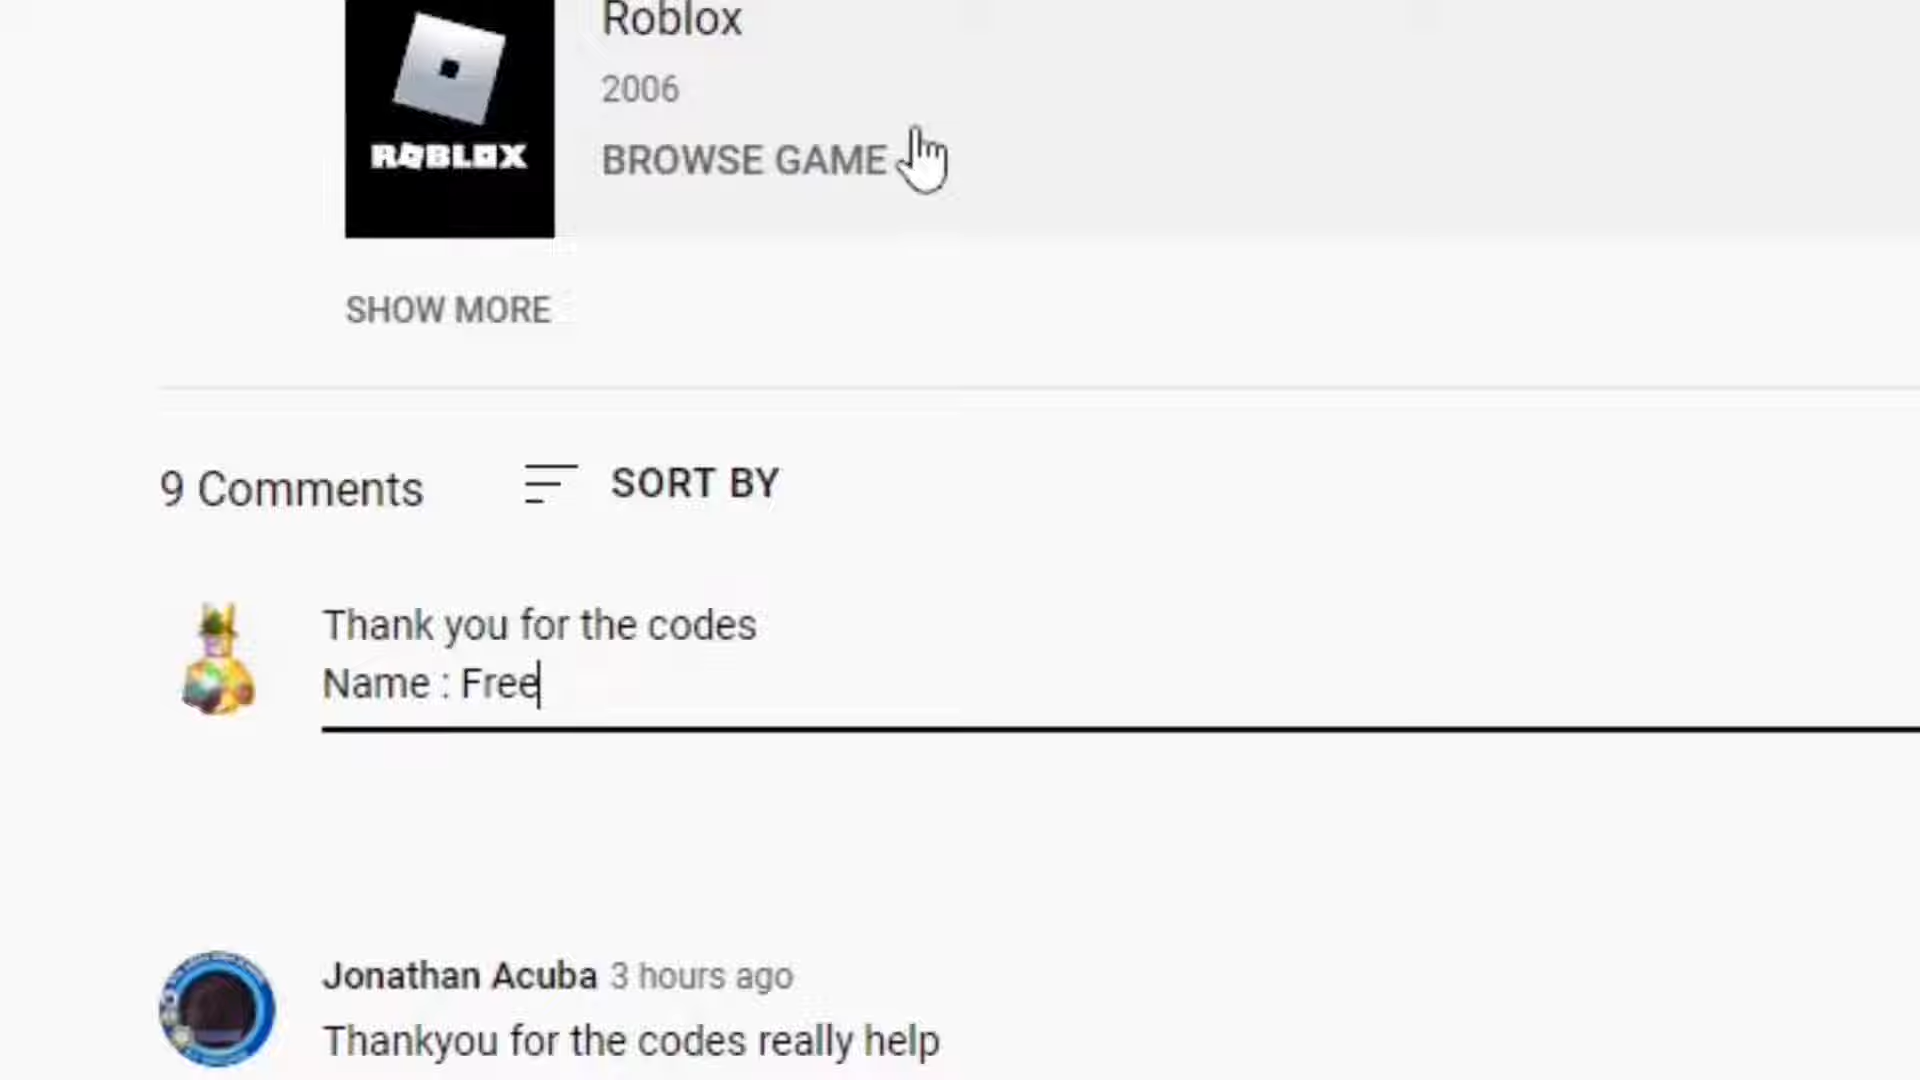 Roblox
2006
BROWSE GAME
ROBLOX
SHOW MORE
9 Comments
SORT BY
Thank you for the codes
Name : Free
Jonathan Acuba 3 hours ago
Thankyou for the codes really help